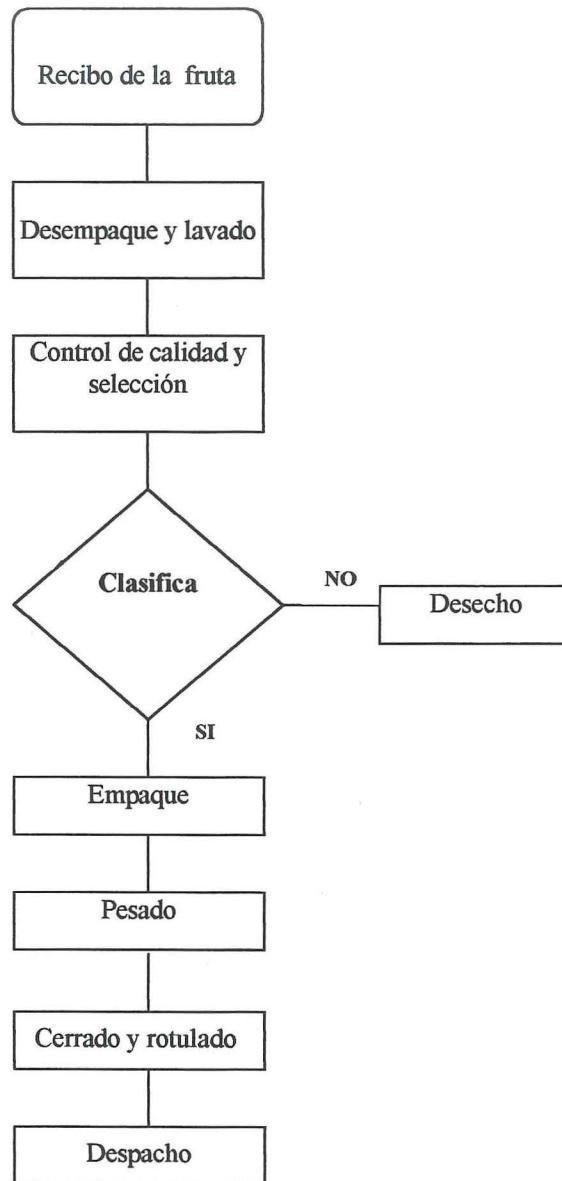 Recibo de la fruta
Desempaque y lavado
Control de calidad y
selección
Clasifica
NO
Desecho
SI
Empaque
Pesado
Cerrado y rotulado
Despacho